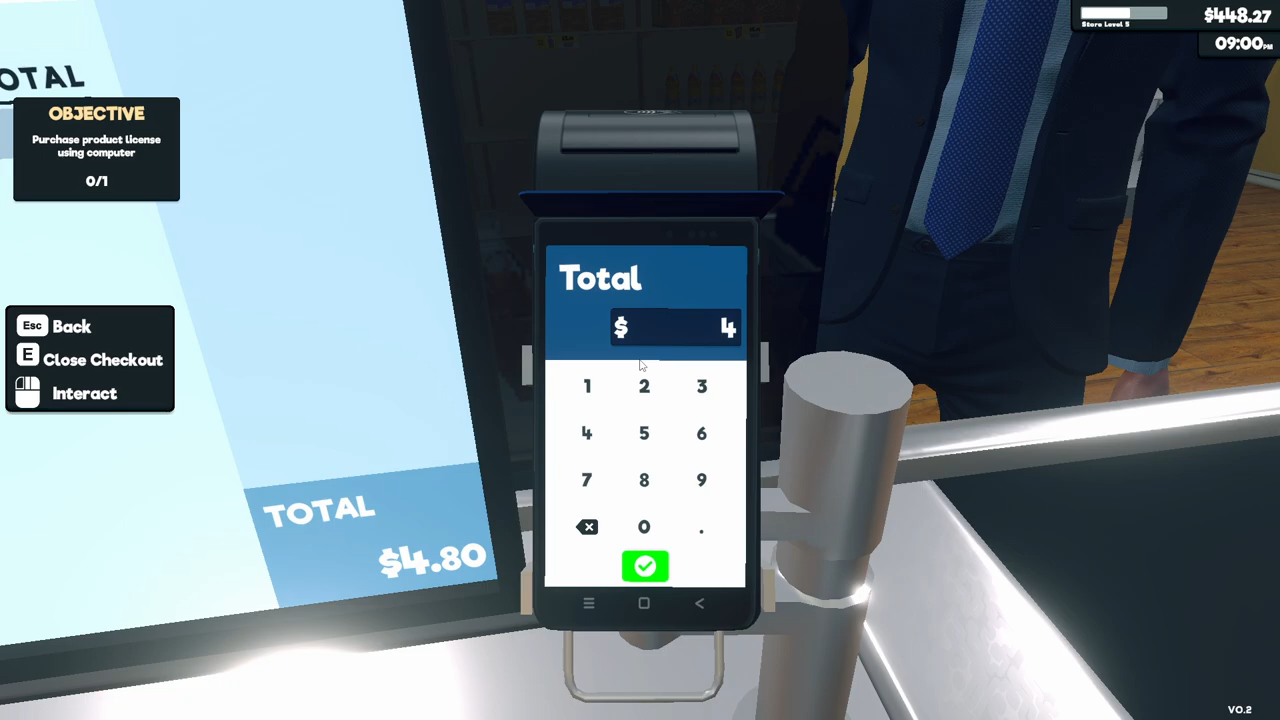 OTAL
OBJECTIVE
Purchase product license
using computer
0/1
Esc Back
E Close Checkout
Interact
TOTAL
$4.80
Total
$ 4
1 2 3
4 5 6
7 8 9
0 .
$448.27
Store Level 5
09:00PM
V0.2